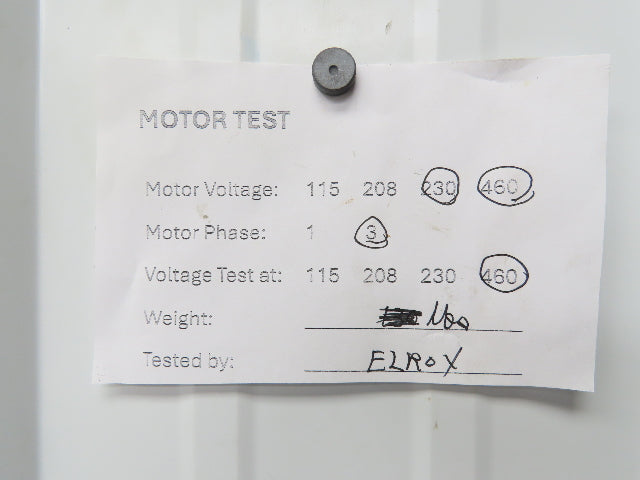 MOTOR TEST
Motor Voltage: 115 208 230 460
Motor Phase: 1 3
Voltage Test at: 115 208 230 460
Weight:
Tested by: ELROY